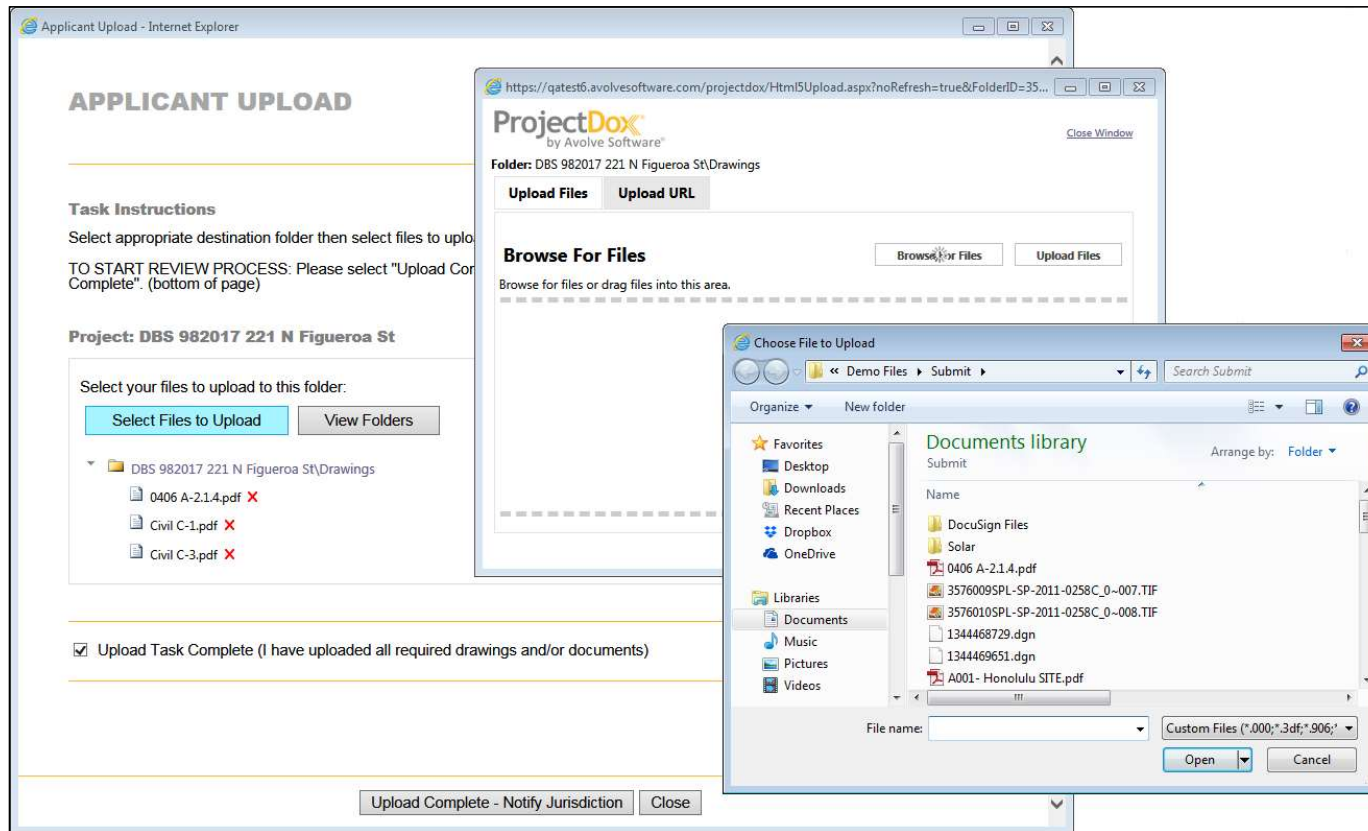 Applicant Upload - Internet Explorer
APPLICANT UPLOAD
Task Instructions
Select appropriate destination folder then select files to
TO START REVIEW PROCESS: Please select "Upload
Complete". (bottom of page)
Project: DBS 982017 221 N Figueroa St
Select your files to upload to this folder:
Select Files to Upload View Folders
DBS 982017 221 N Figueroa St\Drawings
0406 A-2.1.4.pdf X
Civil C-1.pdf X
Civil C-3.pdf X
Upload Task Complete (I have uploaded all required drawings and/or documents)
Upload Complete - Notify Jurisdiction Close
https://qatest6.avolvesoftware.com/projectdox/Html5Upload.aspx?noRefresh=true&FolderID=35...
ProjectDox
by Avolve Software®
Close Window
Folder: DBS 982017 221 N Figueroa St\Drawings
Upload Files Upload URL
Browse For Files
Browse For Files Upload Files
Browse for files or drag files into this area.
Choose File to Upload
« Demo Files Submit
Search Submit
Organize New folder
Favorites
Desktop
Downloads
Recent Places
Dropbox
OneDrive
Libraries
Documents
Music
Pictures
Videos
Documents library
Submit
Arrange by: Folder
Name
DocuSign Files
Solar
0406 A-2.1.4.pdf
3576009SPL-SP-2011-0258C_0~007.TIF
3576010SPL-SP-2011-0258C_0~008.TIF
1344468729.dgn
1344469651.dgn
A001- Honolulu SITE.pdf
File name:
Custom Files (*.000;*.3df;*.906;*
Open Cancel